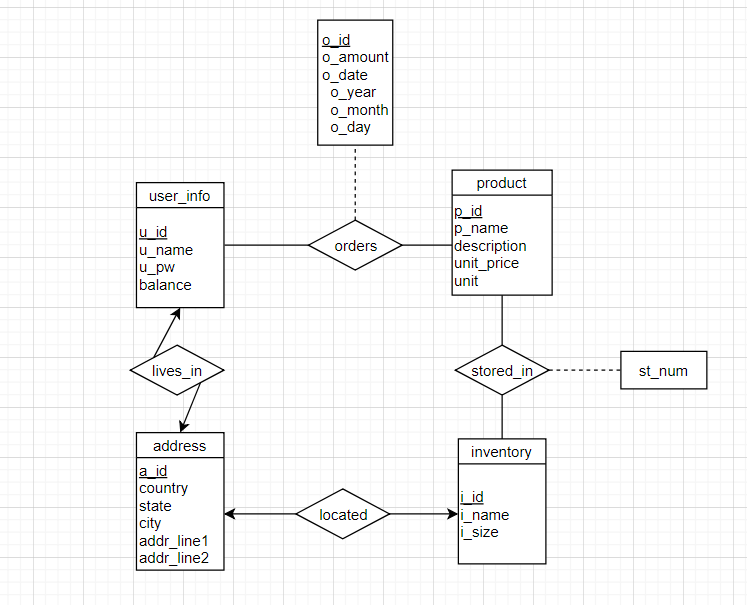 o_id
o_amount
o_date
o_year
o_month
o_day
user_info
u_id
u_name
u_pw
balance
orders
product
p_id
p_name
description
unit_price
unit
lives_in
stored_in
st_num
address
a_id
country
state
city
addr_line1
addr_line2
located
inventory
i_id
i_name
i_size